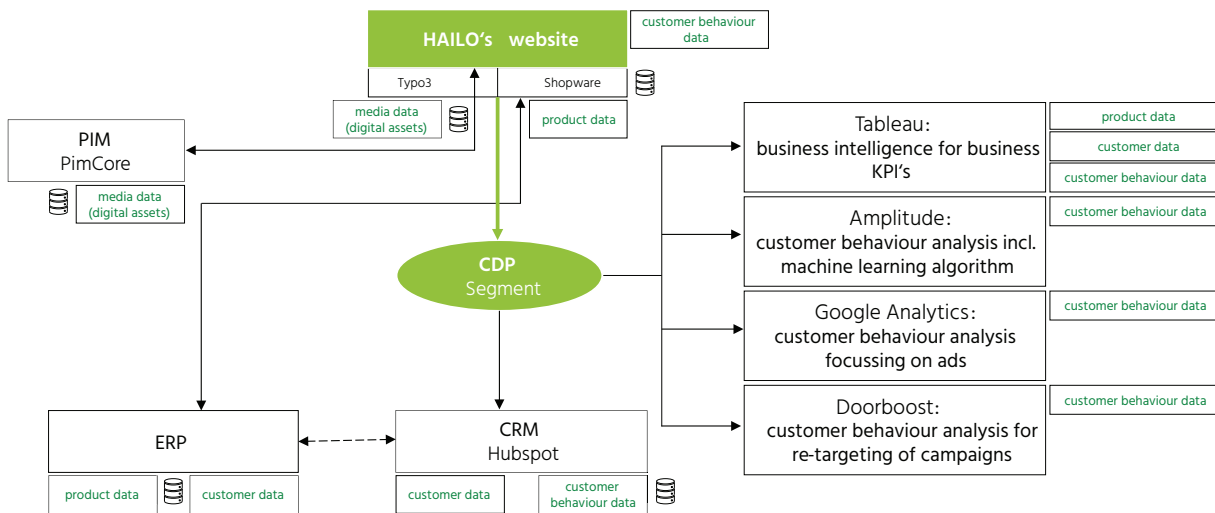 HAILO's website
customer behaviour
data
Typo3
Shopware
media data
(digital assets)
product data
PIM
PimCore
media data
(digital assets)
Tableau:
business intelligence for business
KPI's
product data
customer data
customer behaviour data
Amplitude:
customer behaviour analysis incl.
machine learning algorithm
customer behaviour data
CDP
Segment
Google Analytics:
customer behaviour analysis
focussing on ads
customer behaviour data
Doorboost:
customer behaviour analysis for
re-targeting of campaigns
customer behaviour data
ERP
product data
customer data
CRM
Hubspot
customer data
customer
behaviour data